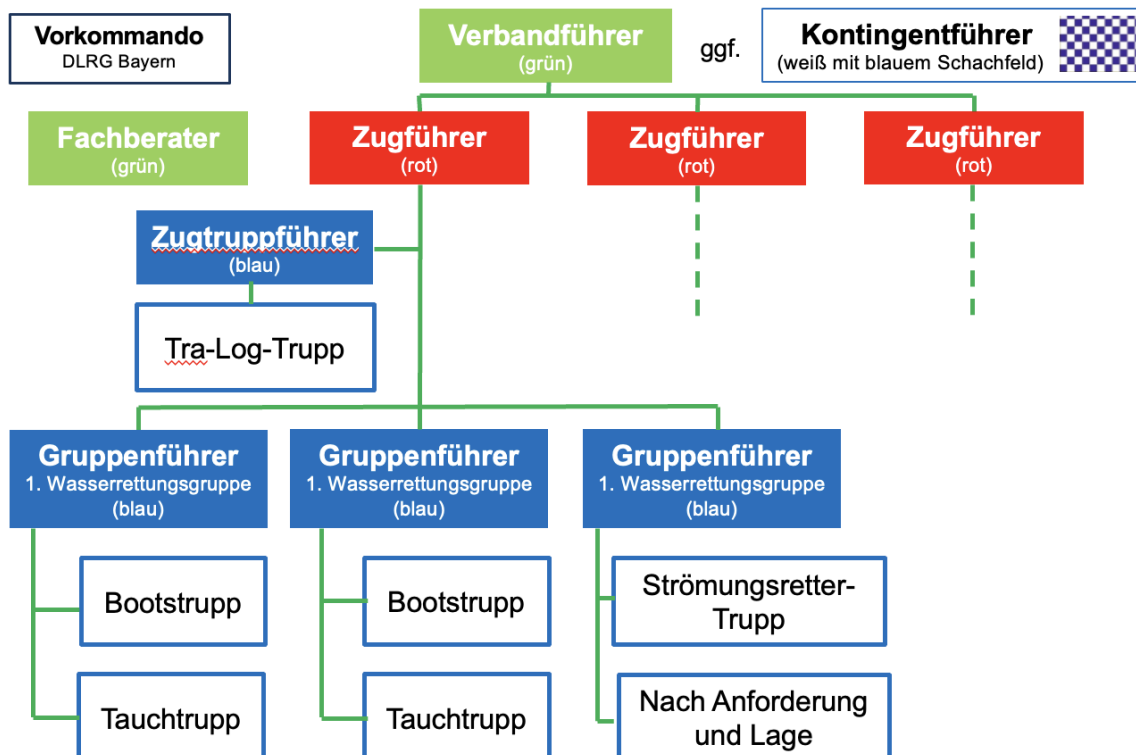 Vorkommando
DLRG Bayern
Verbandführer
(grün)
ggf.
Kontingentführer
(weiß mit blauem Schachfeld)
Fachberater
(grün)
Zugführer
(rot)
Zugführer
(rot)
Zugführer
(rot)
Zugtruppführer
(blau)
Tra-Log-Trupp
Gruppenführer
1. Wasserrettungsgruppe
(blau)
Gruppenführer
1. Wasserrettungsgruppe
(blau)
Gruppenführer
1. Wasserrettungsgruppe
(blau)
Bootstrupp
Tauchtrupp
Bootstrupp
Tauchtrupp
Strömungsretter-
Trupp
Nach Anforderung
und Lage